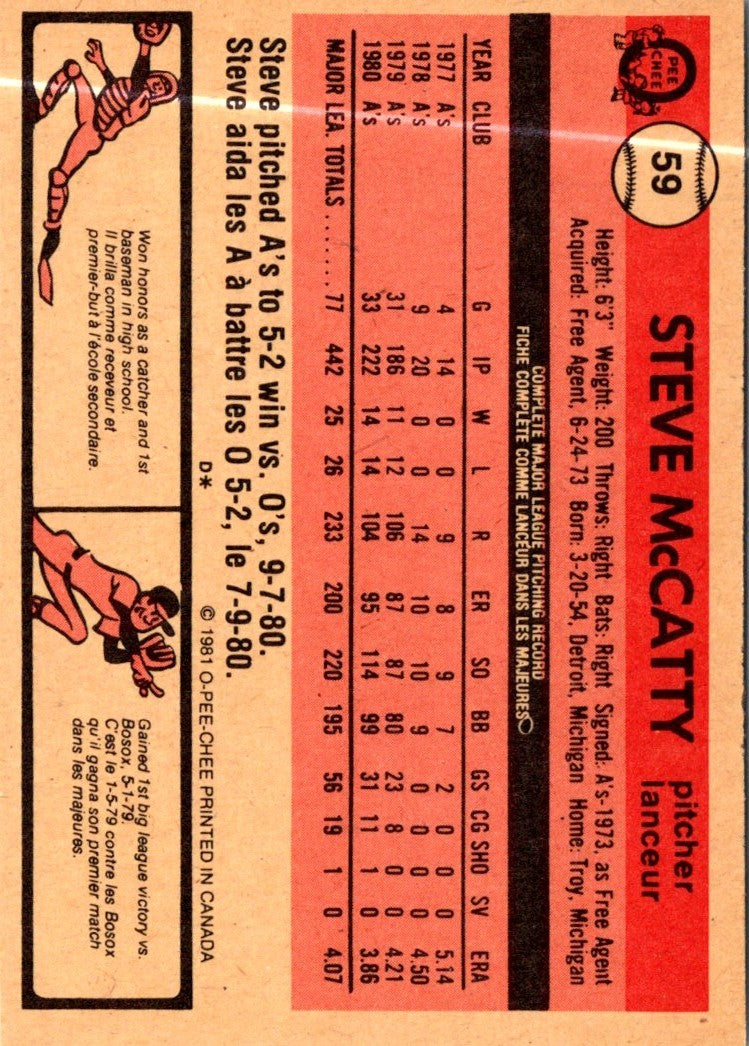 O PEE CHEE
59
STEVE McCATTY
pitcher
lanceur
Height: 6'3" Weight: 200 Throws: Right Bats: Right Signed: A's-1973, as Free Agent
Acquired: Free Agent, 6-24-73 Born: 3-20-54, Detroit, Michigan Home: Troy, Michigan
COMPLETE MAJOR LEAGUE PITCHING RECORD
FICHE COMPLÈTE COMME LANCEUR DANS LES MAJEURES
YEAR CLUB G IP W L R ER SO BB GS CG SHO SV ERA
1977 A's 4 14 0 0 9 8 9 7 2 0 0 0 5.14
1978 A's 9 20 0 0 14 10 10 9 0 0 0 0 4.50
1979 A's 31 186 11 12 106 87 87 80 23 8 0 0 4.21
1980 A's 33 222 14 14 104 95 114 99 31 11 1 0 3.86
MAJOR LEA. TOTALS ........ 77 442 25 26 233 200 220 195 56 19 1 0 4.07
Steve pitched A's to 5-2 win vs. O's, 9-7-80.
Steve aida les A à battre les O 5-2, le 7-9-80.
D* © 1981 O-PEE-CHEE PRINTED IN CANADA
Won honors as a catcher and 1st
baseman in high school.
Il brilla comme receveur et
premier-but à l'école secondaire.
Gained 1st big league victory vs.
Bosox, 5-1-79.
C'est le 1-5-79 contre les Bosox
qu'il gagna son premier match
dans les majeures.